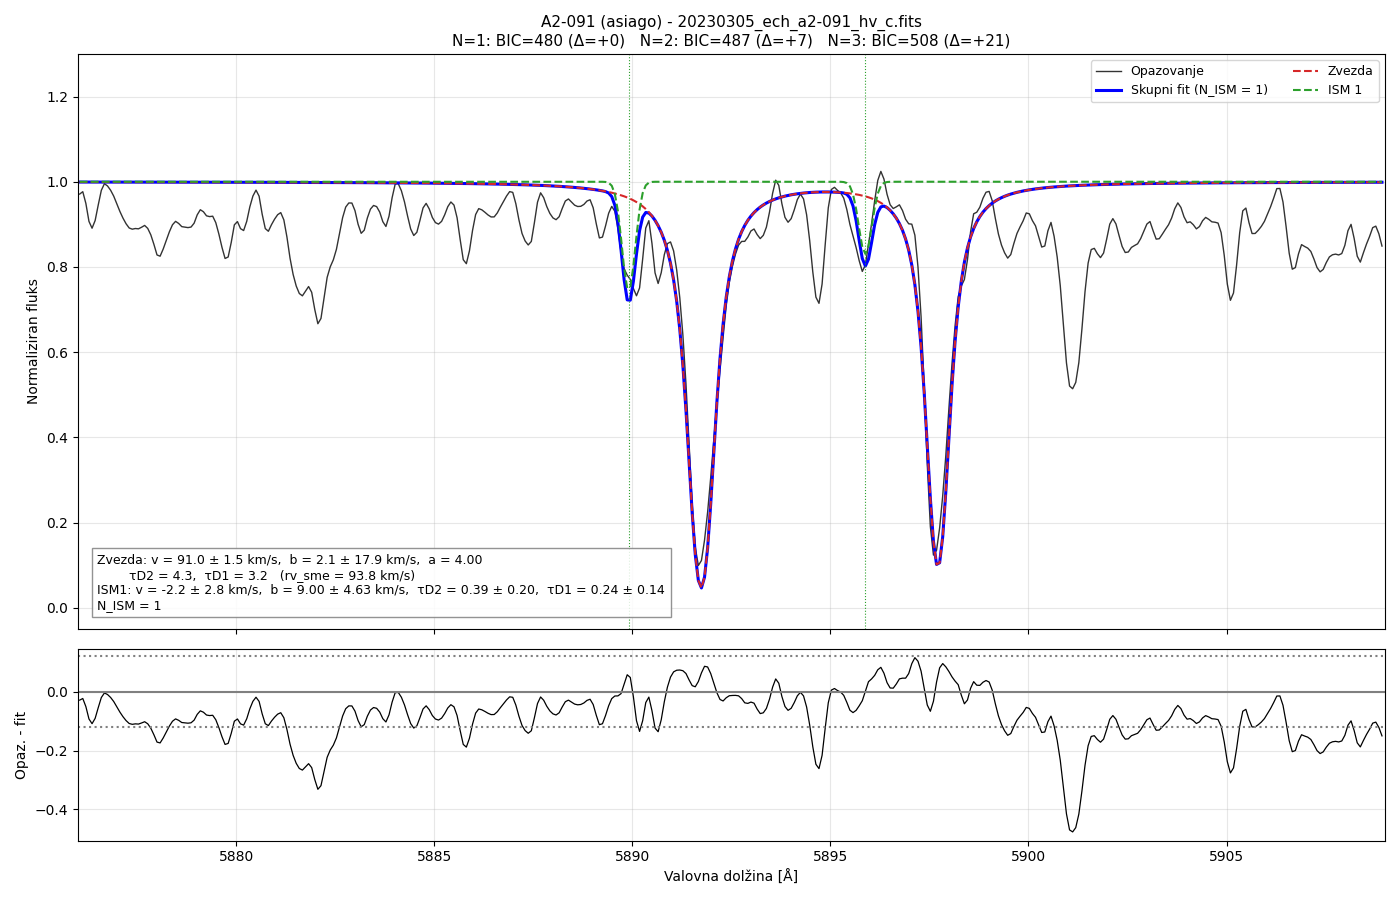 A2-091 (asiago) - 20230305_ech_a2-091_hv_c.fits
N=1: BIC=480 (Δ=+0)   N=2: BIC=487 (Δ=+7)   N=3: BIC=508 (Δ=+21)
Opazovanje
Skupni fit (N_ISM = 1)
Zvezda
ISM 1
Normaliziran fluks
1.2
1.0
0.8
0.6
0.4
0.2
0.0
Zvezda: v = 91.0 ± 1.5 km/s,  b = 2.1 ± 17.9 km/s,  a = 4.00
τD2 = 4.3,  τD1 = 3.2   (rv_sme = 93.8 km/s)
ISM1: v = -2.2 ± 2.8 km/s,  b = 9.00 ± 4.63 km/s,  τD2 = 0.39 ± 0.20,  τD1 = 0.24 ± 0.14
N_ISM = 1
Opaz. - fit
0.0
−0.2
−0.4
5880
5885
5890
5895
5900
5905
Valovna dolžina [Å]